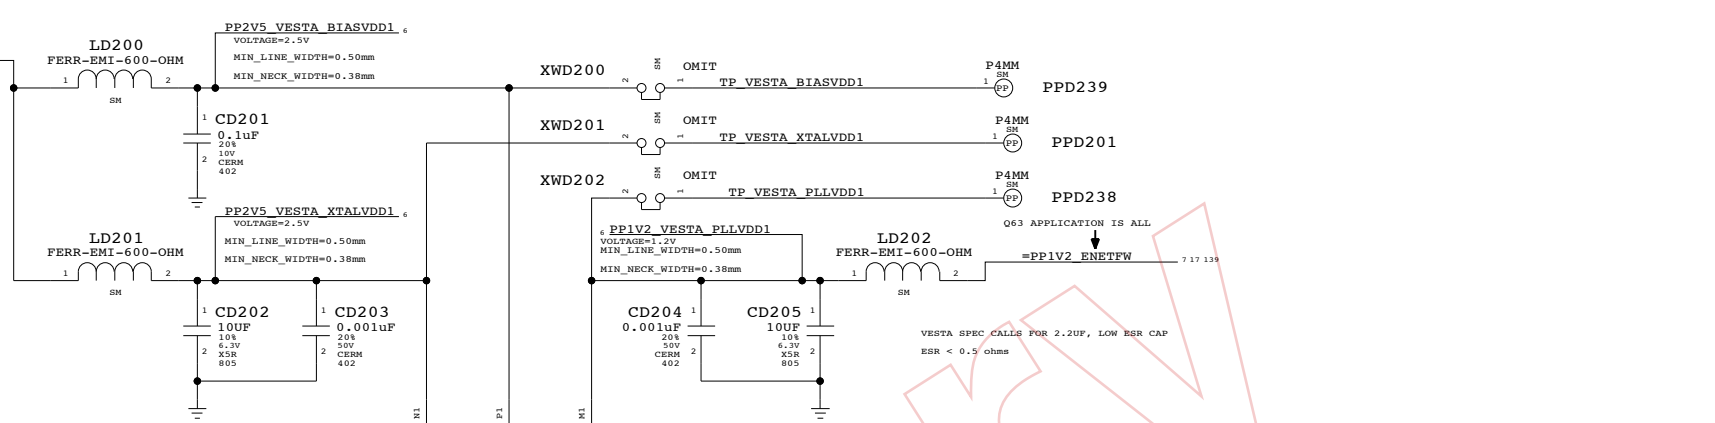 PP2V5_VESTA_BIASVDD1 6
VOLTAGE=2.5V
MIN_LINE_WIDTH=0.50mm
MIN_NECK_WIDTH=0.38mm
LD200
FERR-EMI-600-OHM
1 2
SM
CD201
1
0.1uF
20%
10V
2
CERM
402
XWD200
2
SM
1
OMIT
TP_VESTA_BIASVDD1
P4MM
SM
1
PP
PPD239
XWD201
2
SM
1
OMIT
TP_VESTA_XTALVDD1
P4MM
SM
1
PP
PPD201
XWD202
2
SM
1
OMIT
TP_VESTA_PLLVDD1
P4MM
SM
1
PP
PPD238
PP2V5_VESTA_XTALVDD1 6
VOLTAGE=2.5V
MIN_LINE_WIDTH=0.50mm
MIN_NECK_WIDTH=0.38mm
LD201
FERR-EMI-600-OHM
1 2
SM
6 PP1V2_VESTA_PLLVDD1
VOLTAGE=1.2V
MIN_LINE_WIDTH=0.50mm
MIN_NECK_WIDTH=0.38mm
LD202
FERR-EMI-600-OHM
1 2
SM
Q63 APPLICATION IS ALL
=PP1V2_ENETFW
7 17 139
CD202
1
10UF
10%
6.3V
2
X5R
805
CD203
1
0.001uF
20%
50V
2
CERM
402
CD204
1
0.001uF
20%
50V
2
CERM
402
CD205
1
10UF
10%
6.3V
2
X5R
805
VESTA SPEC CALLS FOR 2.2UF, LOW ESR CAP
ESR < 0.5 ohms
N1
P1
M1
ry